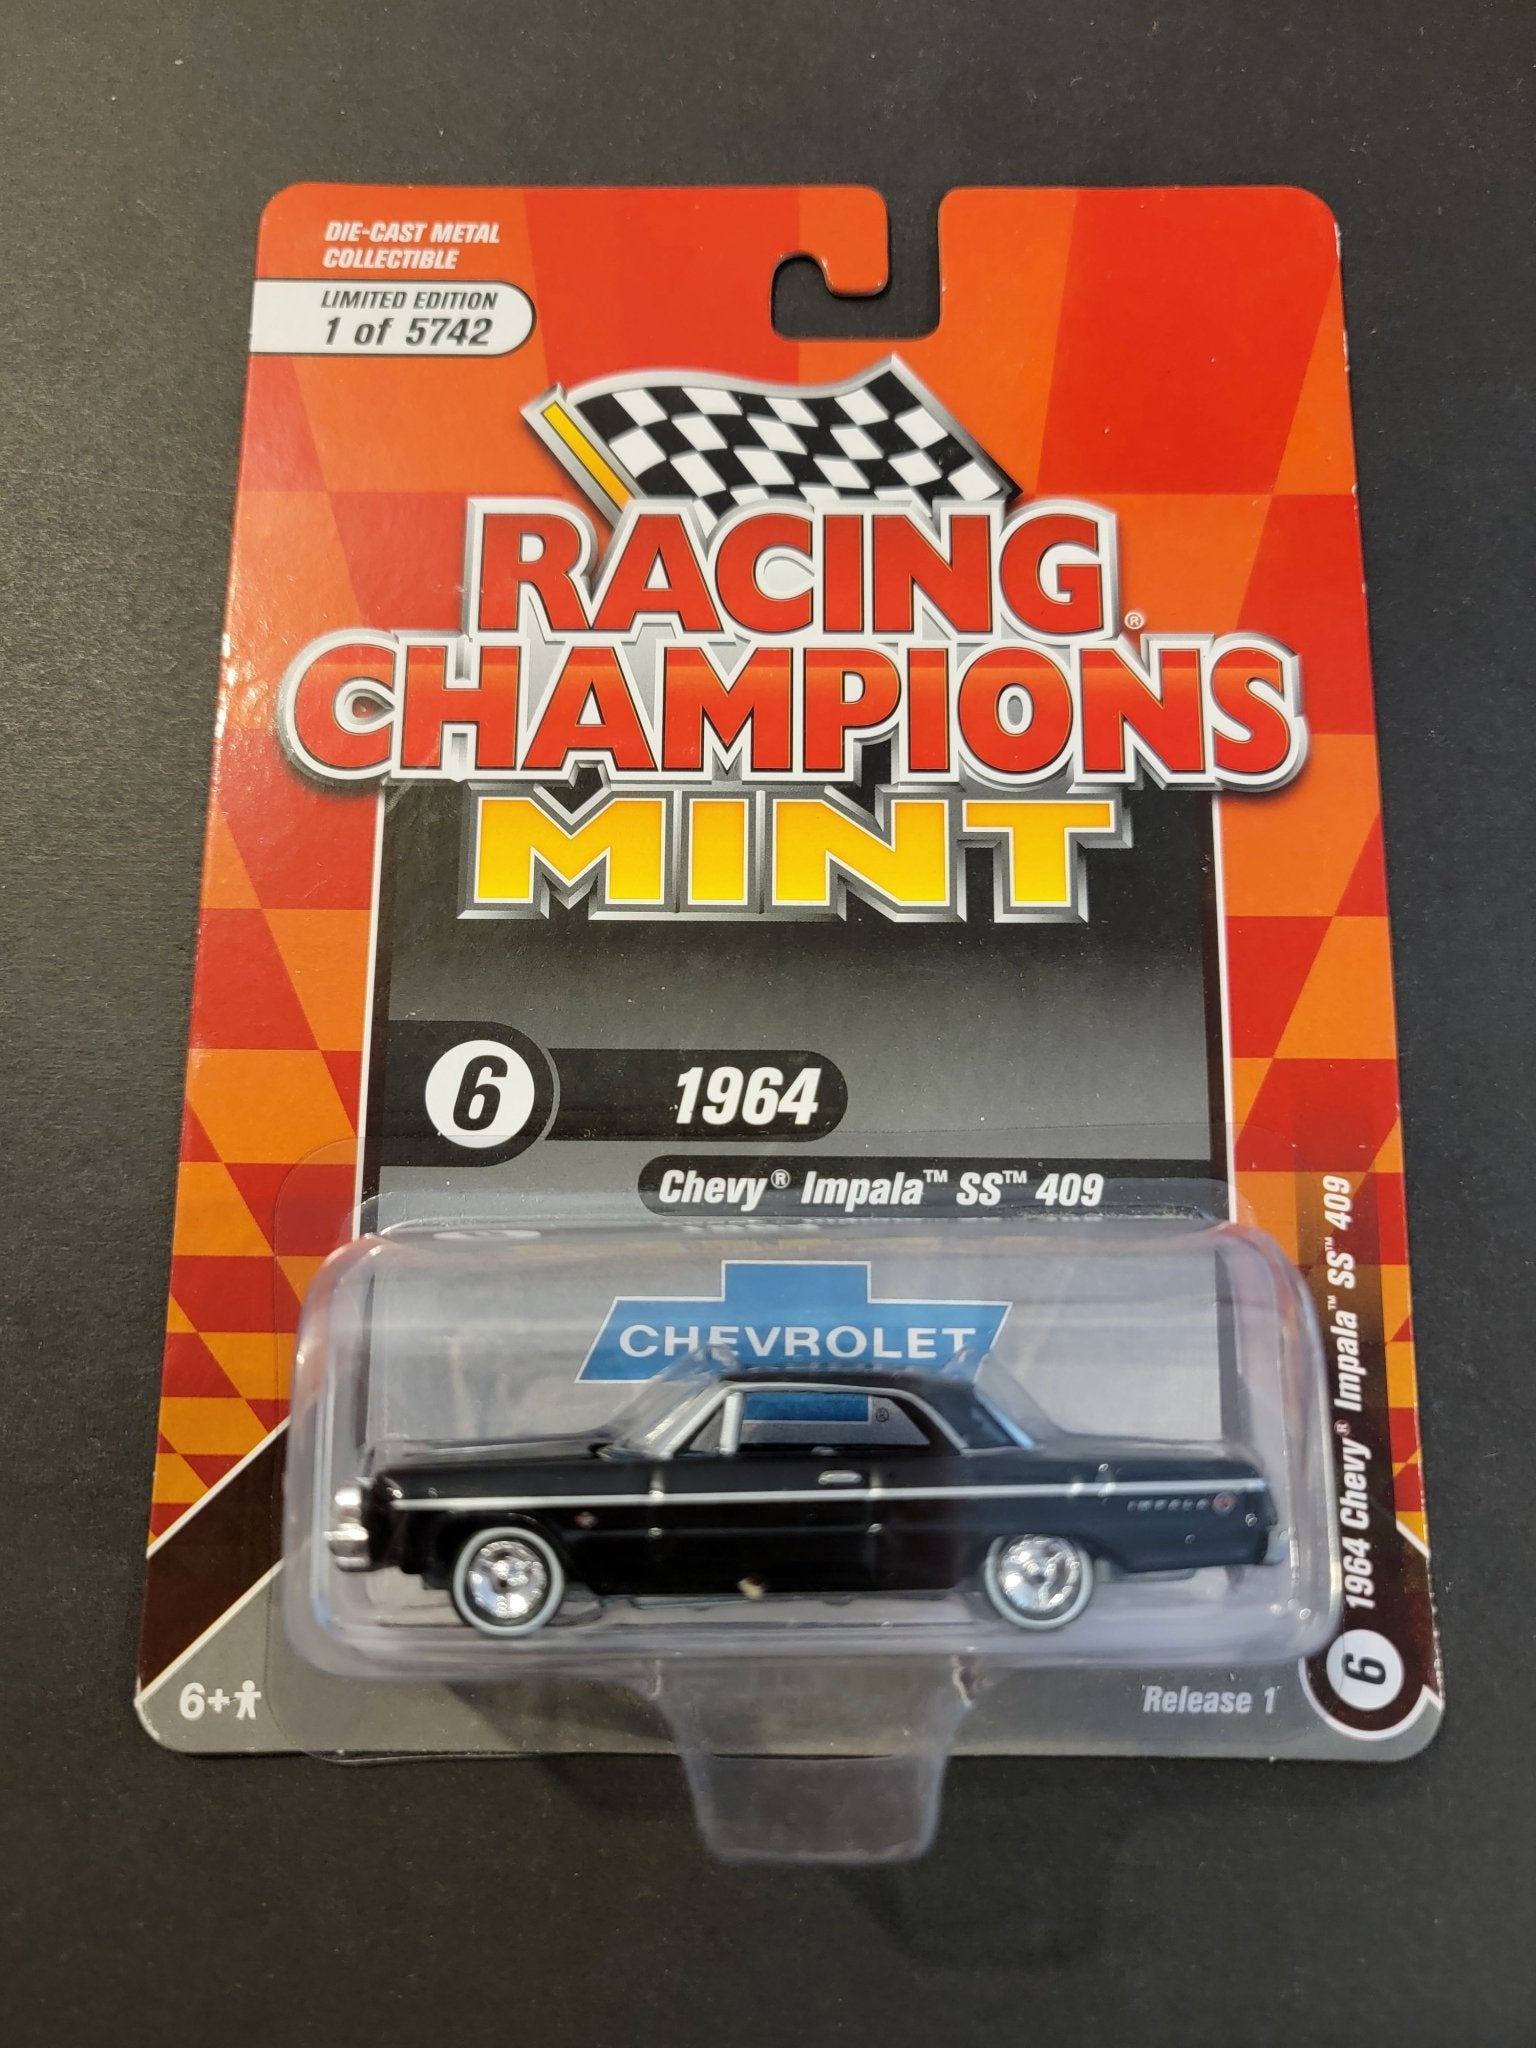 DIE-CAST METAL
COLLECTIBLE
LIMITED EDITION
1 of 5742
RACING
CHAMPIONS®
MINT
6
1964
Chevy® Impala™ SS™ 409
CHEVROLET
®
IMPALA
6+
Release 1
6 1964 Chevy® Impala™ SS™ 409